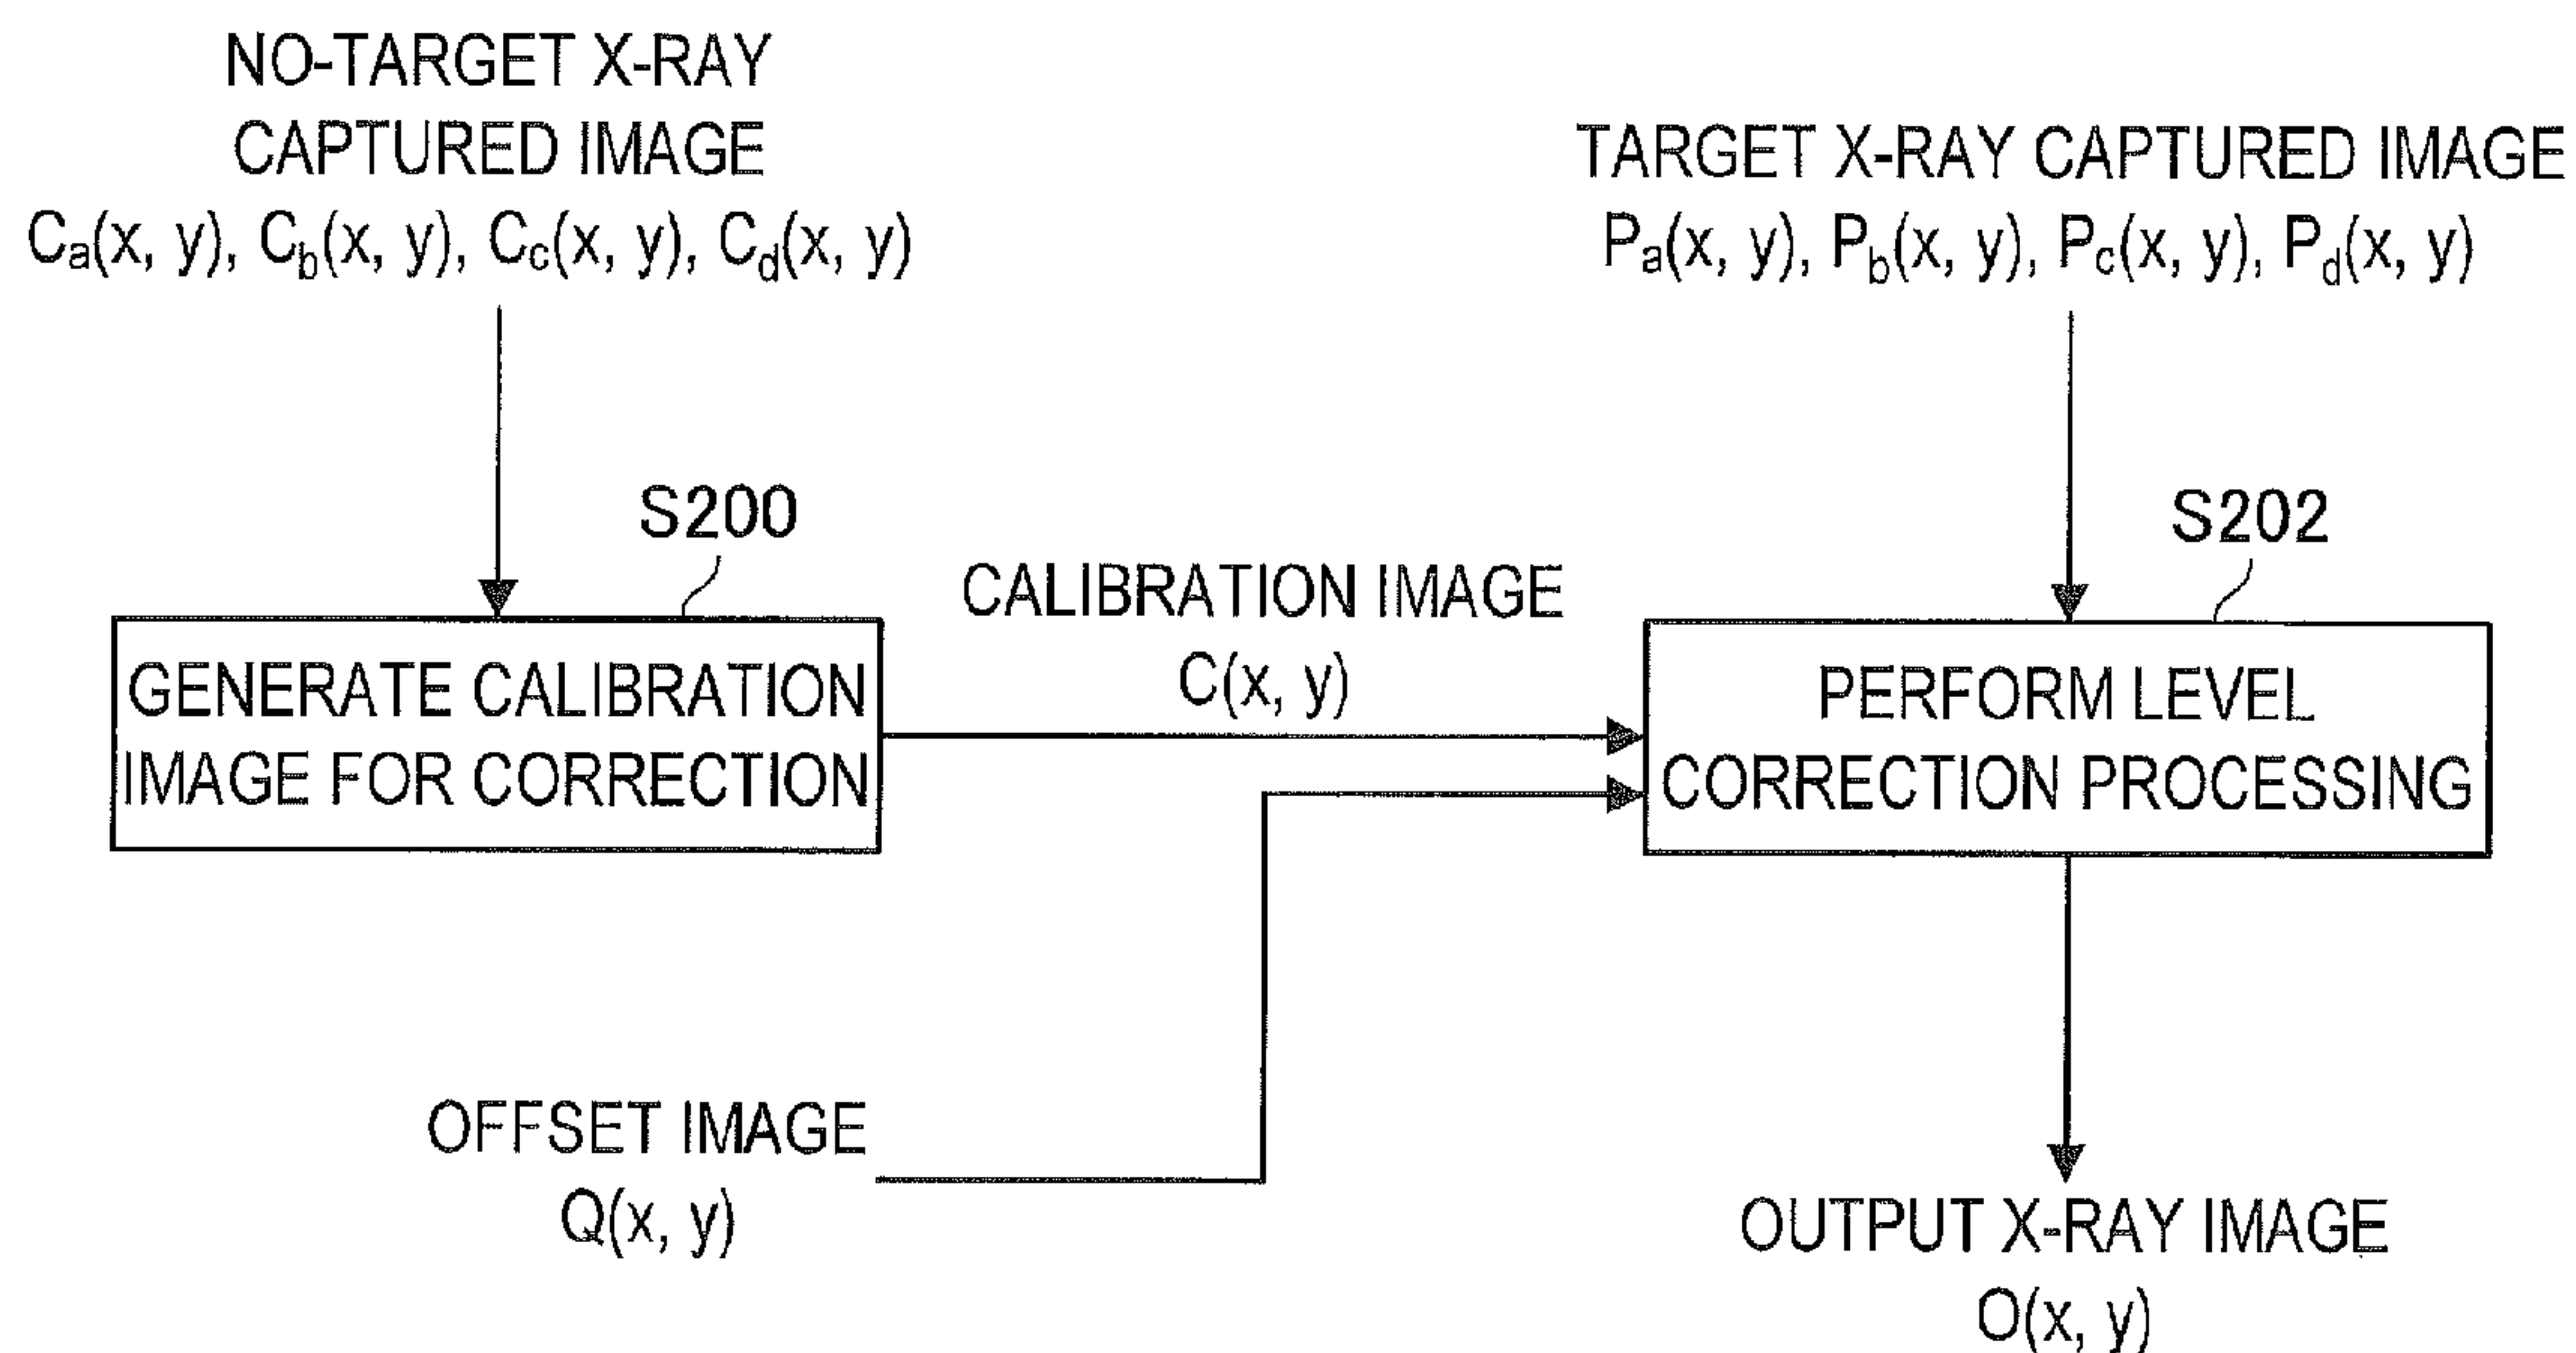 NO-TARGET X-RAY
CAPTURED IMAGE
Ca(x, y), Cb(x, y), Cc(x, y), Cd(x, y)
TARGET X-RAY CAPTURED IMAGE
Pa(x, y), Pb(x, y), Pc(x, y), Pd(x, y)
S200
GENERATE CALIBRATION
IMAGE FOR CORRECTION
CALIBRATION IMAGE
C(x, y)
S202
PERFORM LEVEL
CORRECTION PROCESSING
OFFSET IMAGE
Q(x, y)
OUTPUT X-RAY IMAGE
O(x, y)